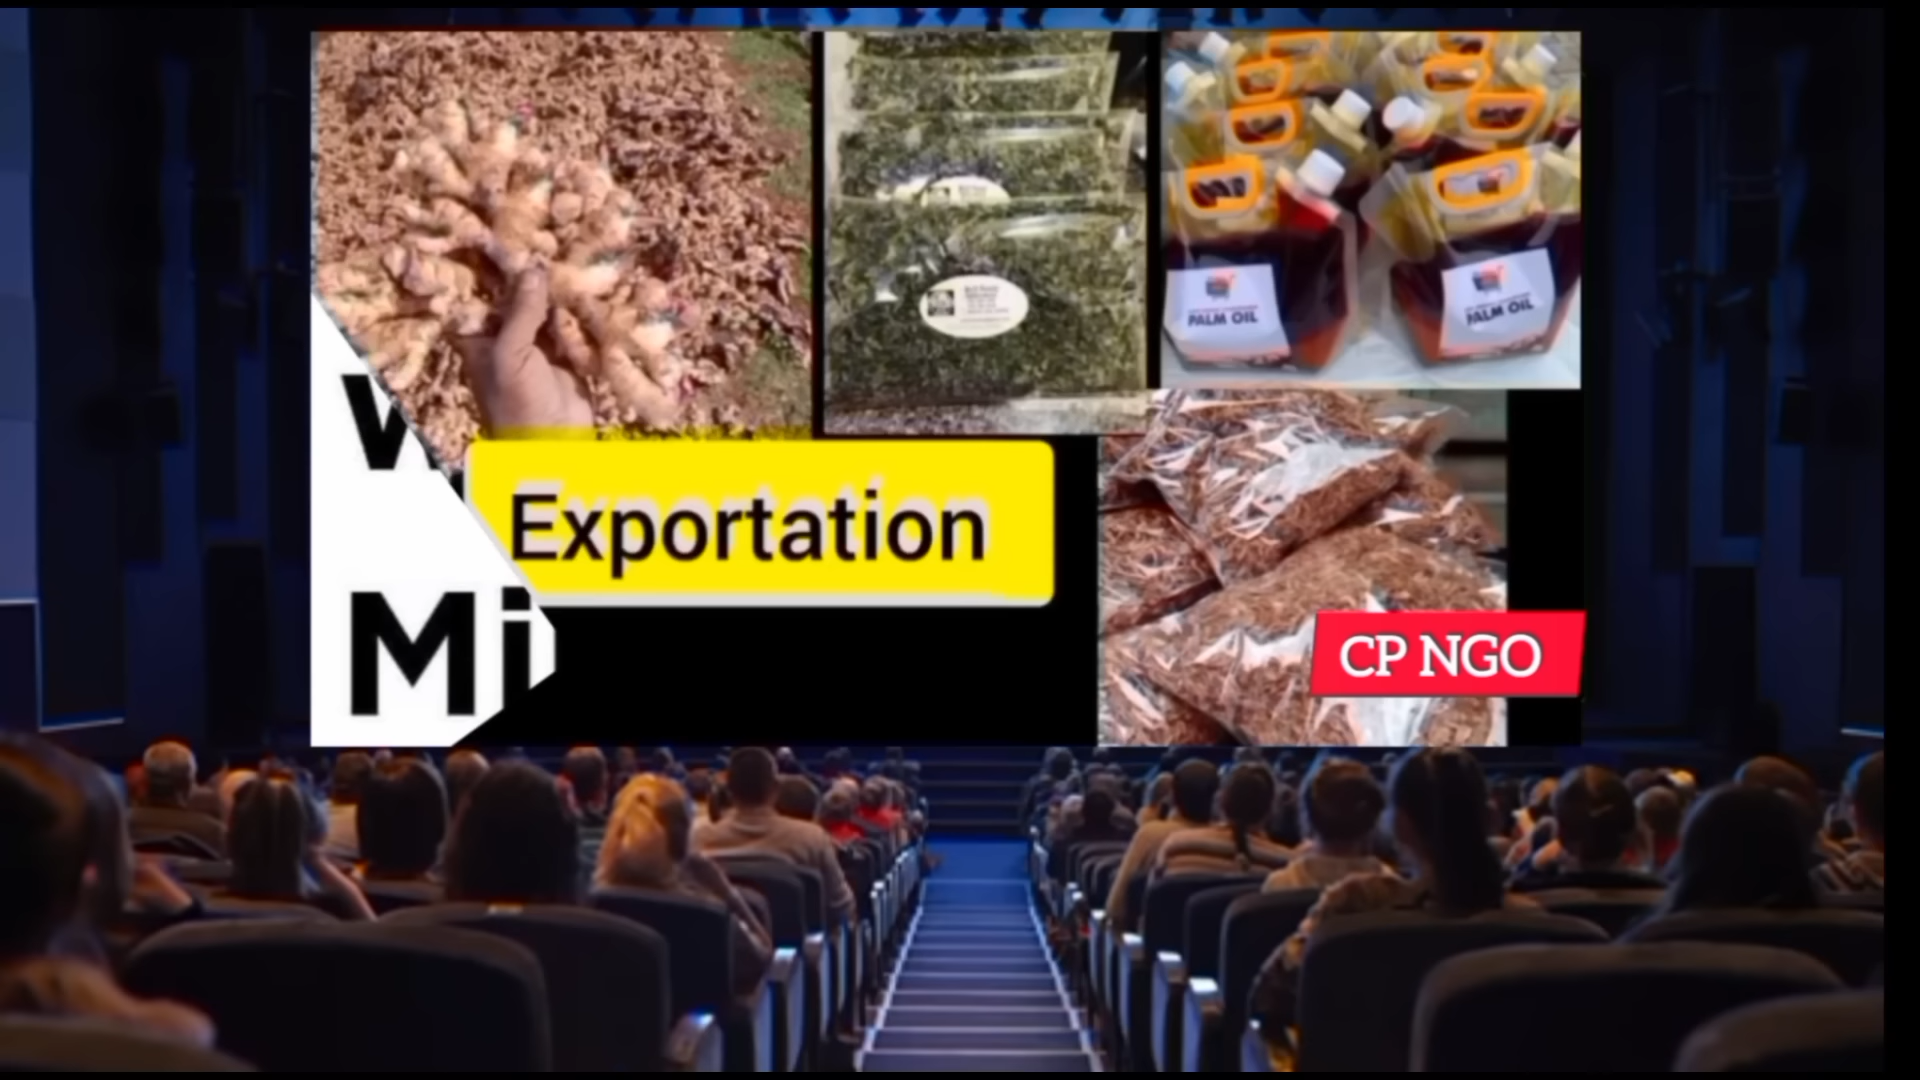 PALM OIL
PALM OIL
Exportation
Mi
CP NGO